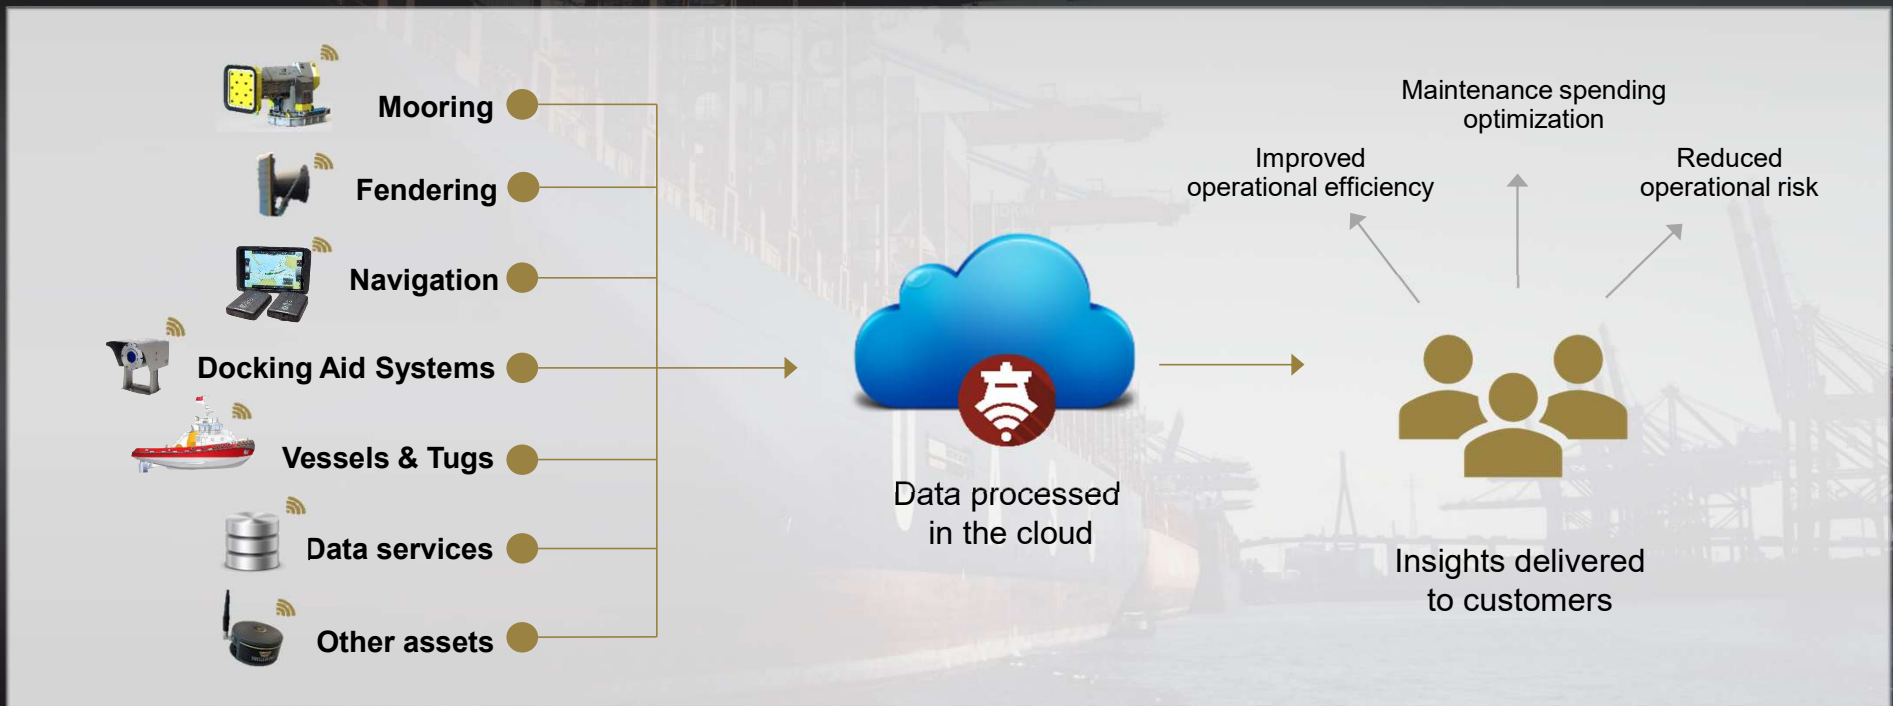 Mooring
Fendering
Navigation
Docking Aid Systems
Vessels & Tugs
Data services
Other assets
Data processed
in the cloud
Maintenance spending
optimization
Improved
operational efficiency
Reduced
operational risk
Insights delivered
to customers